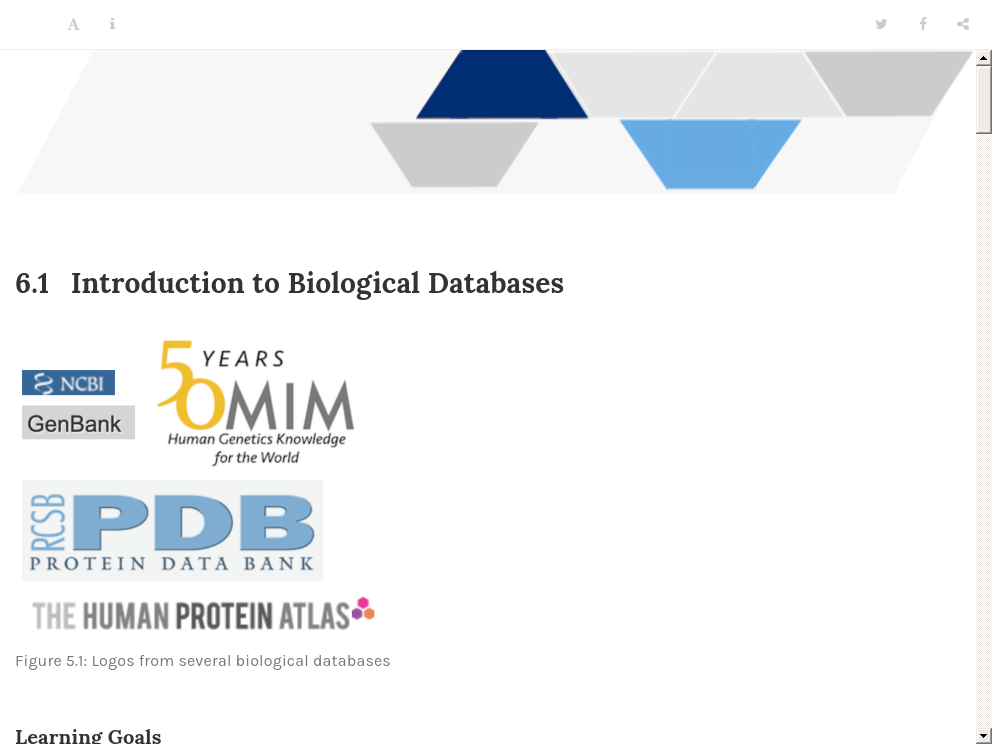 A i
6.1 Introduction to Biological Databases
NCBI
GenBank
50 YEARS
OMIM
Human Genetics Knowledge
for the World
RCSB
PDB
PROTEIN DATA BANK
THE HUMAN PROTEIN ATLAS
Figure 5.1: Logos from several biological databases
Learning Goals